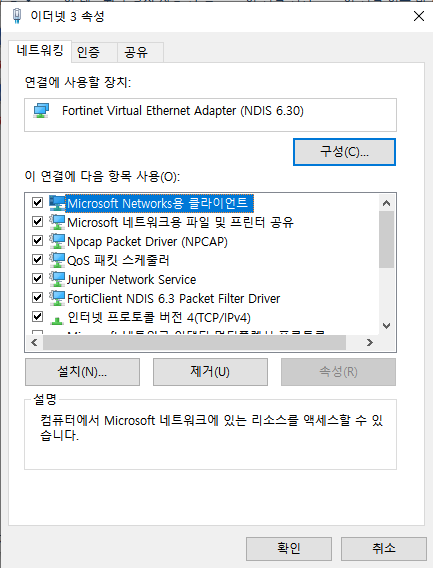 이더넷 3 속성
네트워킹 인증 공유
연결에 사용할 장치:
Fortinet Virtual Ethernet Adapter (NDIS 6.30)
구성(C)...
이 연결에 다음 항목 사용(O):
Microsoft Networks용 클라이언트
Microsoft 네트워크용 파일 및 프린터 공유
Npcap Packet Driver (NPCAP)
QoS 패킷 스케줄러
Juniper Network Service
FortiClient NDIS 6.3 Packet Filter Driver
인터넷 프로토콜 버전 4(TCP/IPv4)
설치(N)... 제거(U) 속성(R)
설명
컴퓨터에서 Microsoft 네트워크에 있는 리소스를 액세스할 수 있
습니다.
확인 취소